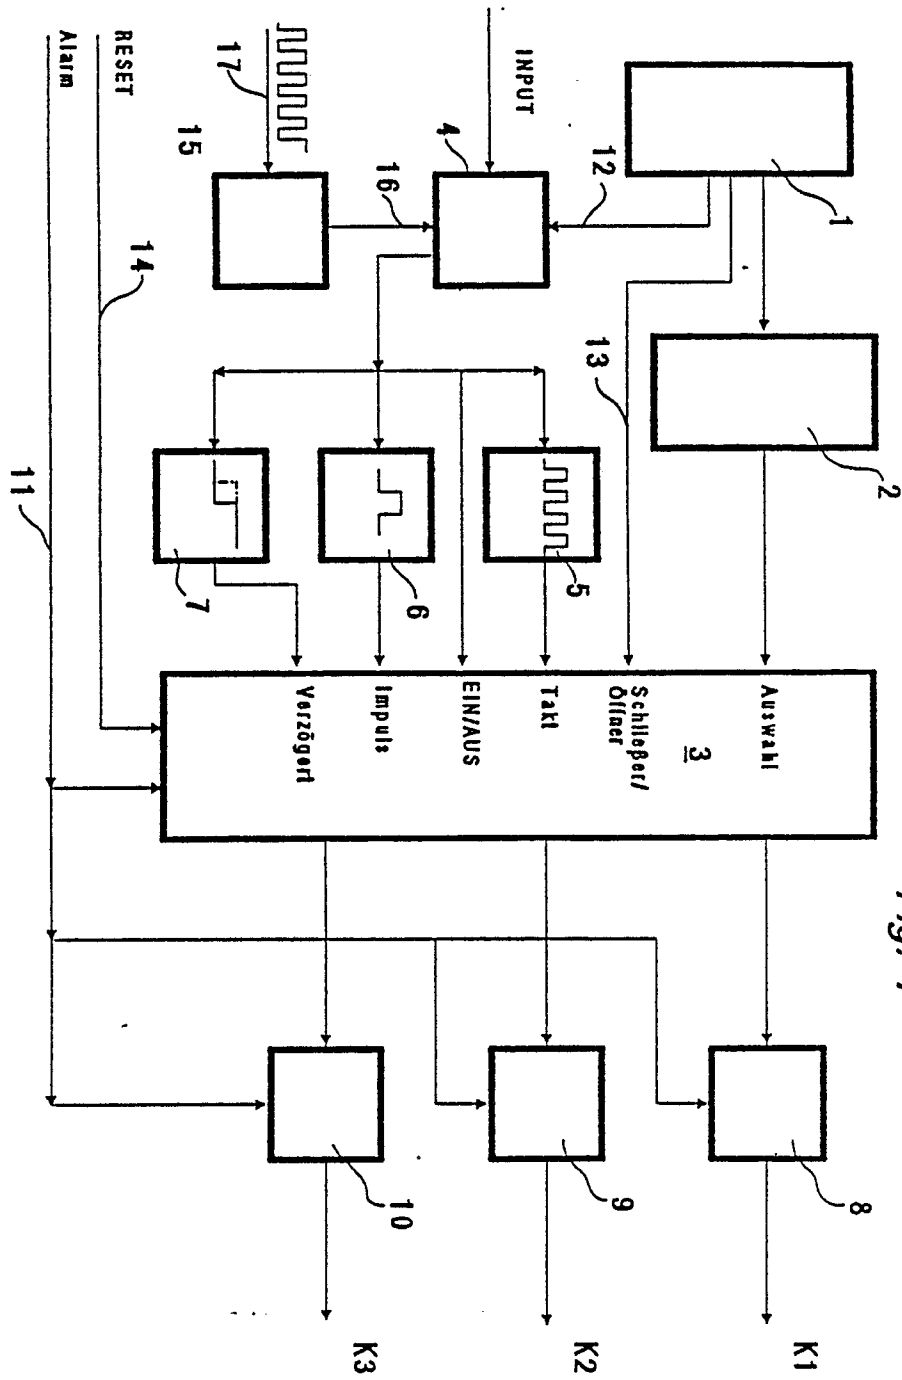 Fig. 1
1
2
12
13
INPUT
4
16
17
15
5
6
7
RESET
Alarm
14
11
Auswahl
3
Schließer/
Öffner
Takt
EIN/AUS
Impuls
Verzögert
8
9
10
K1
K2
K3